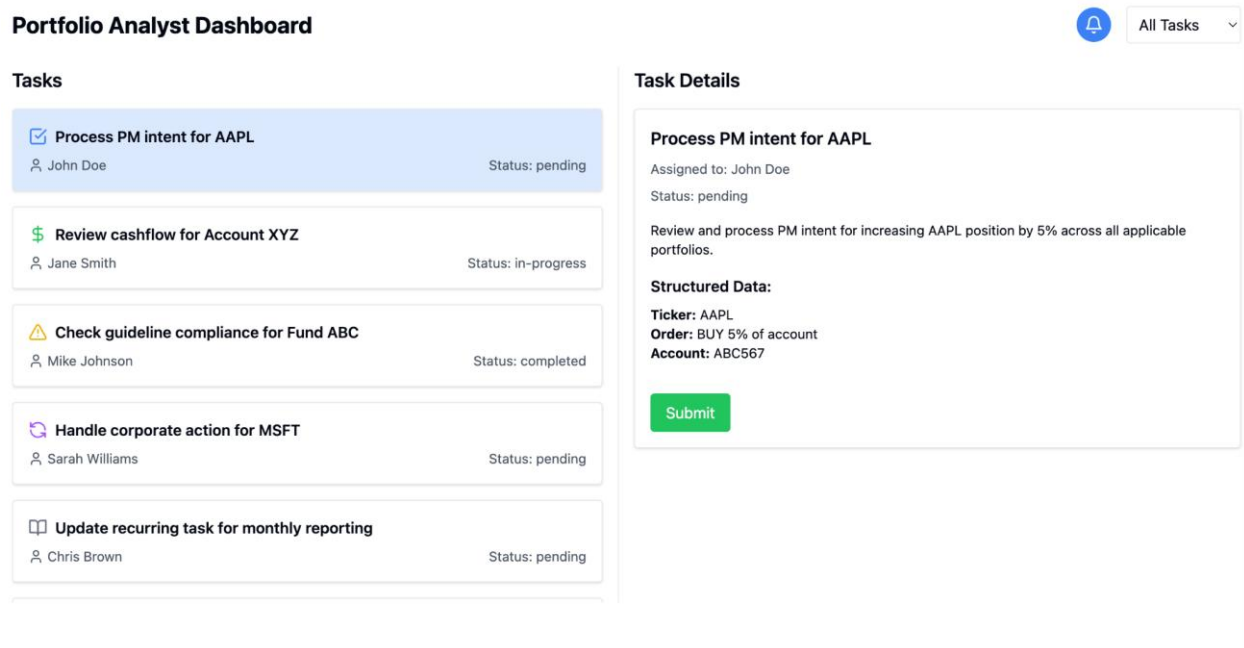 Portfolio Analyst Dashboard
All Tasks
Tasks
Process PM intent for AAPL
John Doe
Status: pending
Review cashflow for Account XYZ
Jane Smith
Status: in-progress
Check guideline compliance for Fund ABC
Mike Johnson
Status: completed
Handle corporate action for MSFT
Sarah Williams
Status: pending
Update recurring task for monthly reporting
Chris Brown
Status: pending
Task Details
Process PM intent for AAPL
Assigned to: John Doe
Status: pending
Review and process PM intent for increasing AAPL position by 5% across all applicable
portfolios.
Structured Data:
Ticker: AAPL
Order: BUY 5% of account
Account: ABC567
Submit